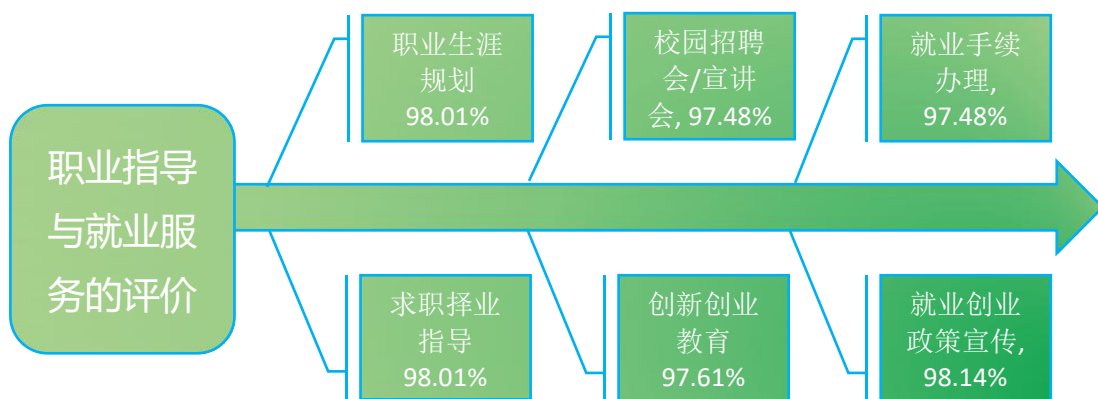 职业指导
与就业服
务的评价
职业生涯
规划
98.01%
校园招聘
会/宣讲
会, 97.48%
就业手续
办理,
97.48%
求职择业
指导
98.01%
创新创业
教育
97.61%
就业创业
政策宣传,
98.14%